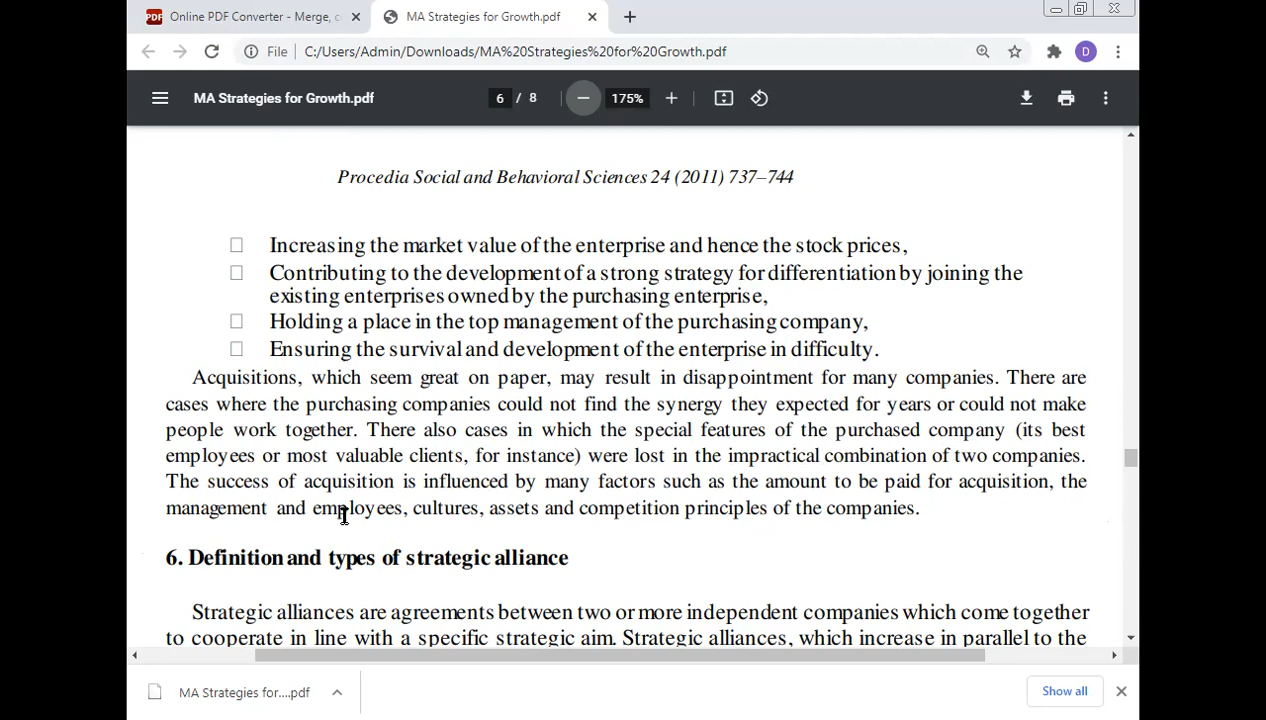 Online PDF Converter - Merge, c
MA Strategies for Growth.pdf
File
C:/Users/Admin/Downloads/MA%20Strategies%20for%20Growth.pdf
D
MA Strategies for Growth.pdf
6 / 8
175%
Procedia Social and Behavioral Sciences 24 (2011) 737–744
Increasing the market value of the enterprise and hence the stock prices,
Contributing to the development of a strong strategy for differentiation by joining the
existing enterprises owned by the purchasing enterprise,
Holding a place in the top management of the purchasing company,
Ensuring the survival and development of the enterprise in difficulty.
Acquisitions, which seem great on paper, may result in disappointment for many companies. There are
cases where the purchasing companies could not find the synergy they expected for years or could not make
people work together. There also cases in which the special features of the purchased company (its best
employees or most valuable clients, for instance) were lost in the impractical combination of two companies.
The success of acquisition is influenced by many factors such as the amount to be paid for acquisition, the
management and employees, cultures, assets and competition principles of the companies.
6. Definition and types of strategic alliance
Strategic alliances are agreements between two or more independent companies which come together
to cooperate in line with a specific strategic aim. Strategic alliances, which increase in parallel to the
MA Strategies for....pdf
Show all